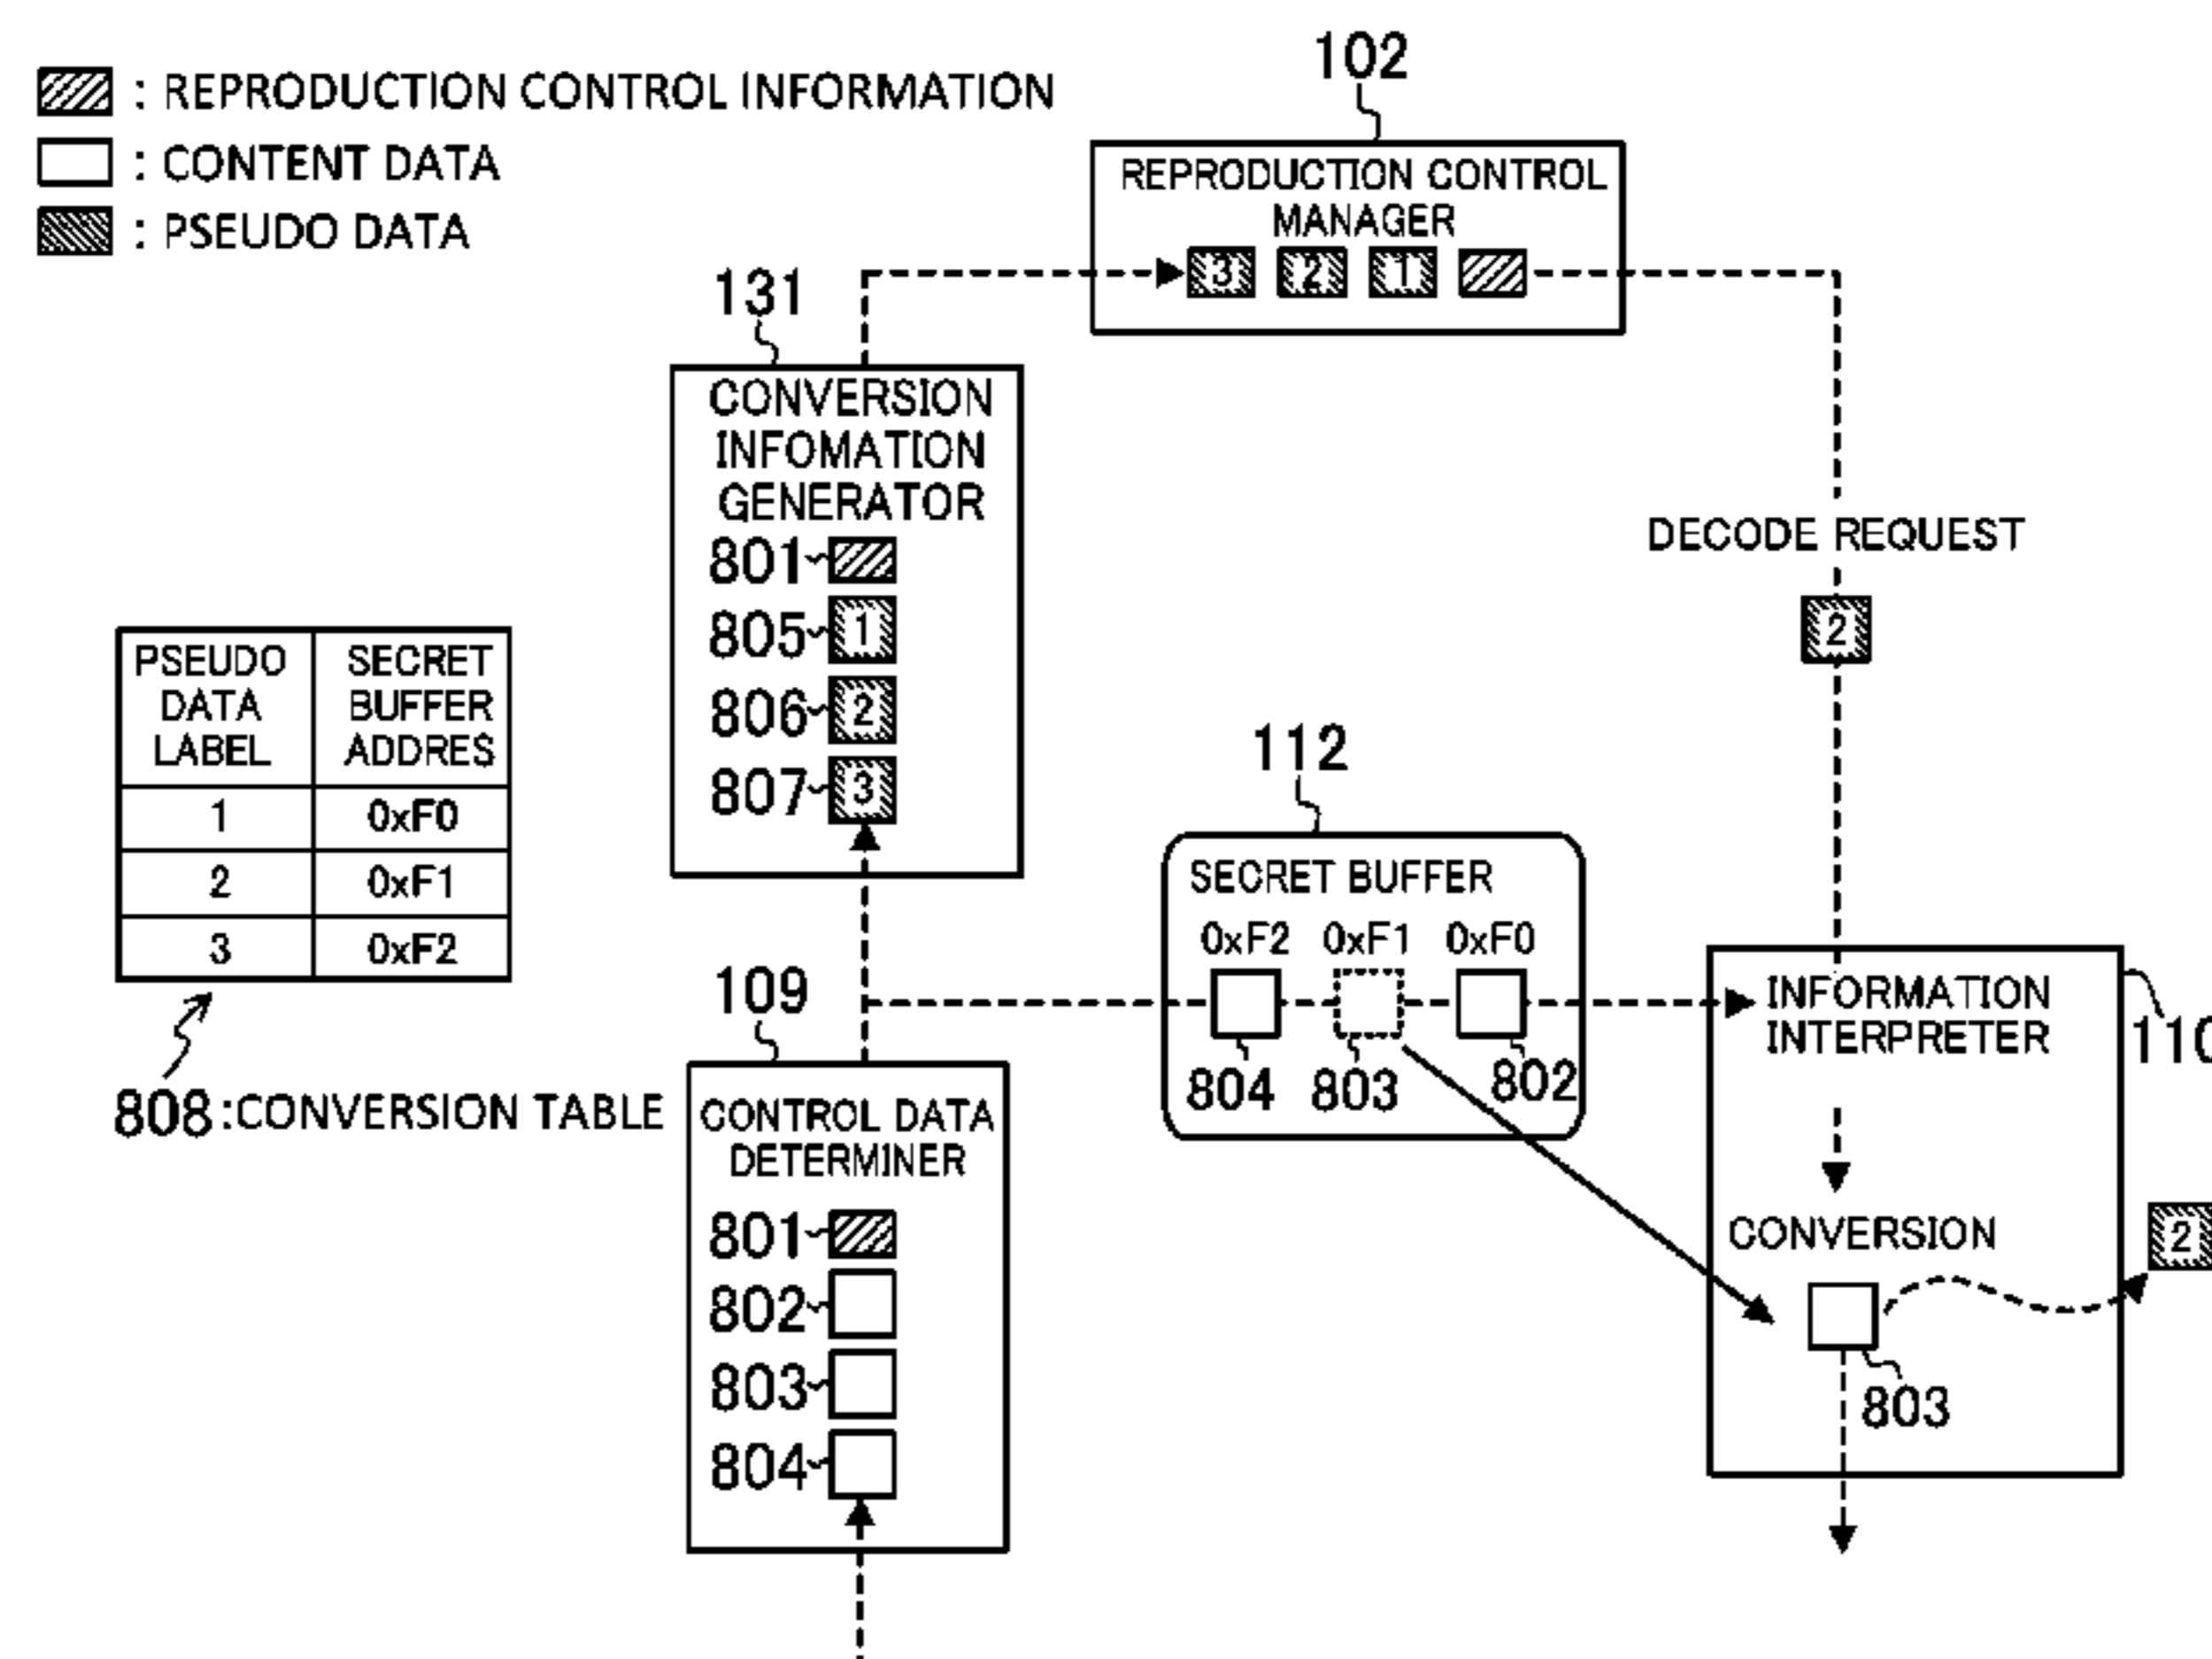 : REPRODUCTION CONTROL INFORMATION
: CONTENT DATA
: PSEUDO DATA
102
REPRODUCTION CONTROL
MANAGER
3 2 1
131
CONVERSION
INFOMATION
GENERATOR
801
805 1
806 2
807 3
DECODE REQUEST
2
PSEUDO DATA LABEL
SECRET BUFFER ADDRES
1 0xF0
2 0xF1
3 0xF2
808:CONVERSION TABLE
112
SECRET BUFFER
0xF2 0xF1 0xF0
804 803 802
109
CONTROL DATA
DETERMINER
801
802
803
804
INFORMATION
INTERPRETER
110
CONVERSION
2
803